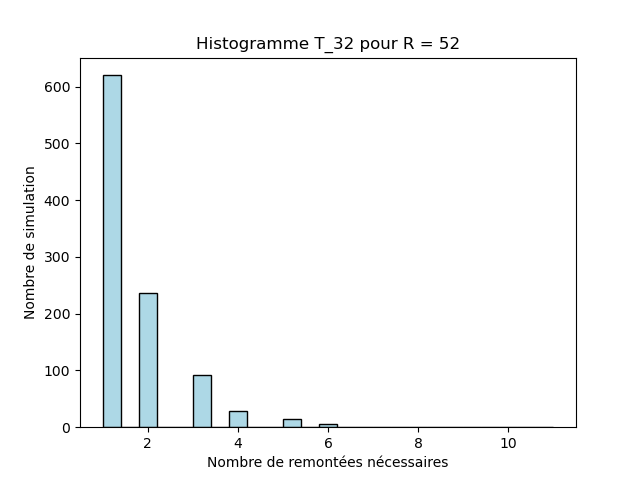 Histogramme T_32 pour R = 52
Nombre de simulation
600
500
400
300
200
100
0
2 4 6 8 10
Nombre de remontées nécessaires